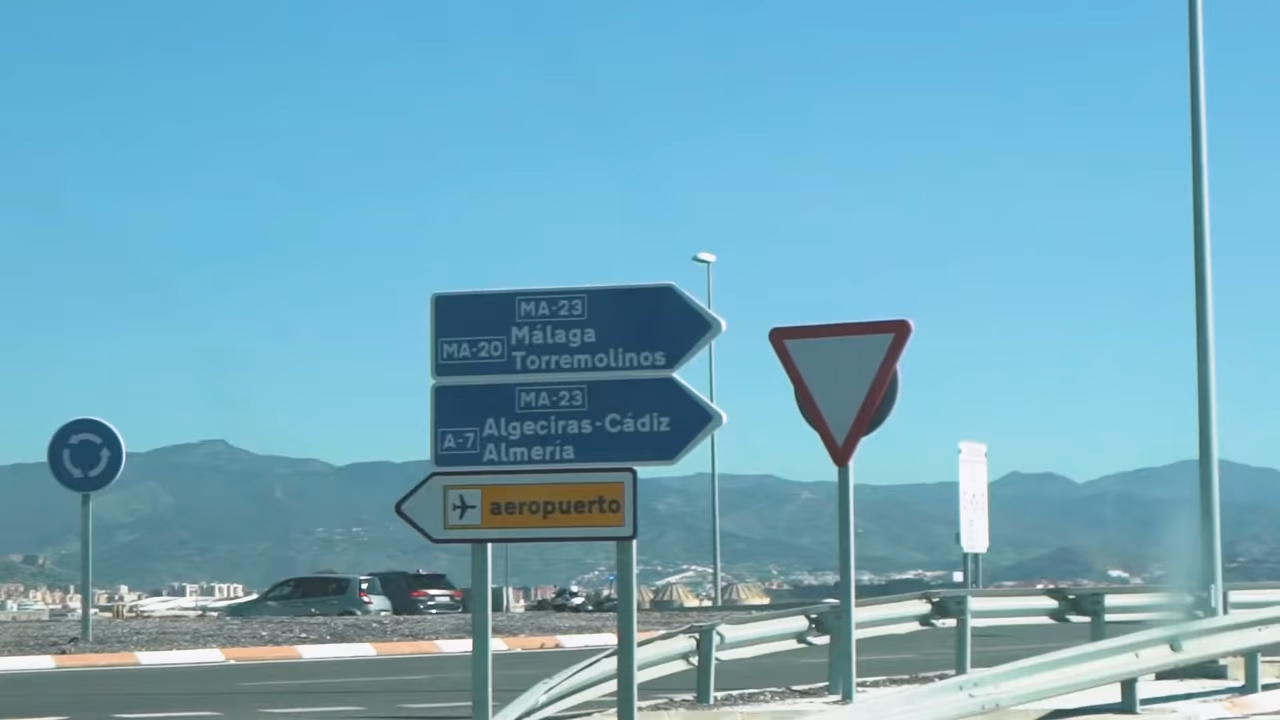 MA-23
Málaga
MA-20
Torremolinos
MA-23
Algeciras-Cádiz
A-7
Almería
aeropuerto